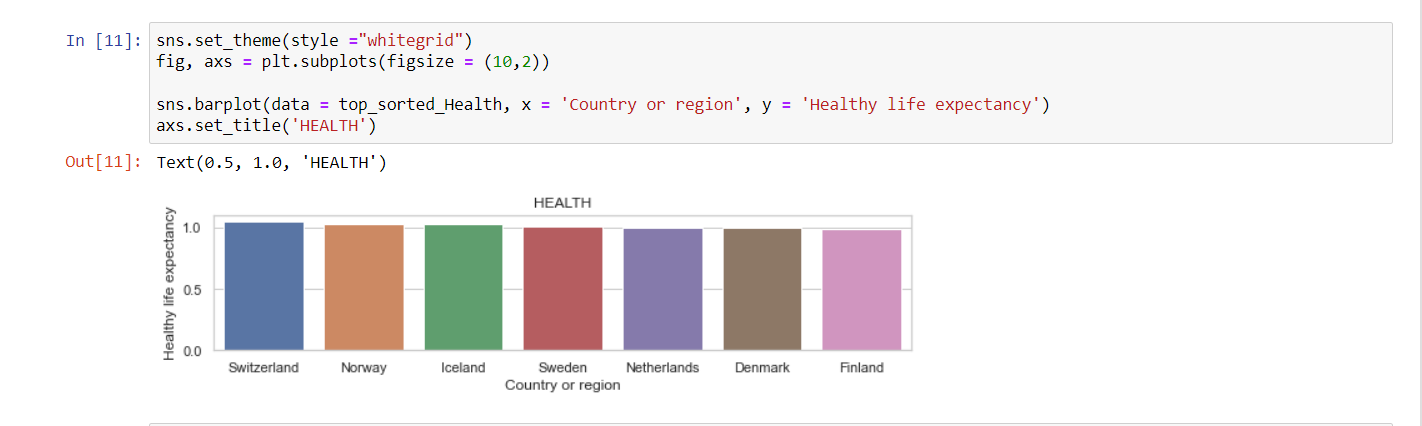 In [11]: sns.set_theme(style ="whitegrid")
fig, axs = plt.subplots(figsize = (10,2))
sns.barplot(data = top_sorted_Health, x = 'Country or region', y = 'Healthy life expectancy')
axs.set_title('HEALTH')
Out[11]: Text(0.5, 1.0, 'HEALTH')
HEALTH
Healthy life expectancy
1.0
0.5
0.0
Switzerland Norway Iceland Sweden Netherlands Denmark Finland
Country or region